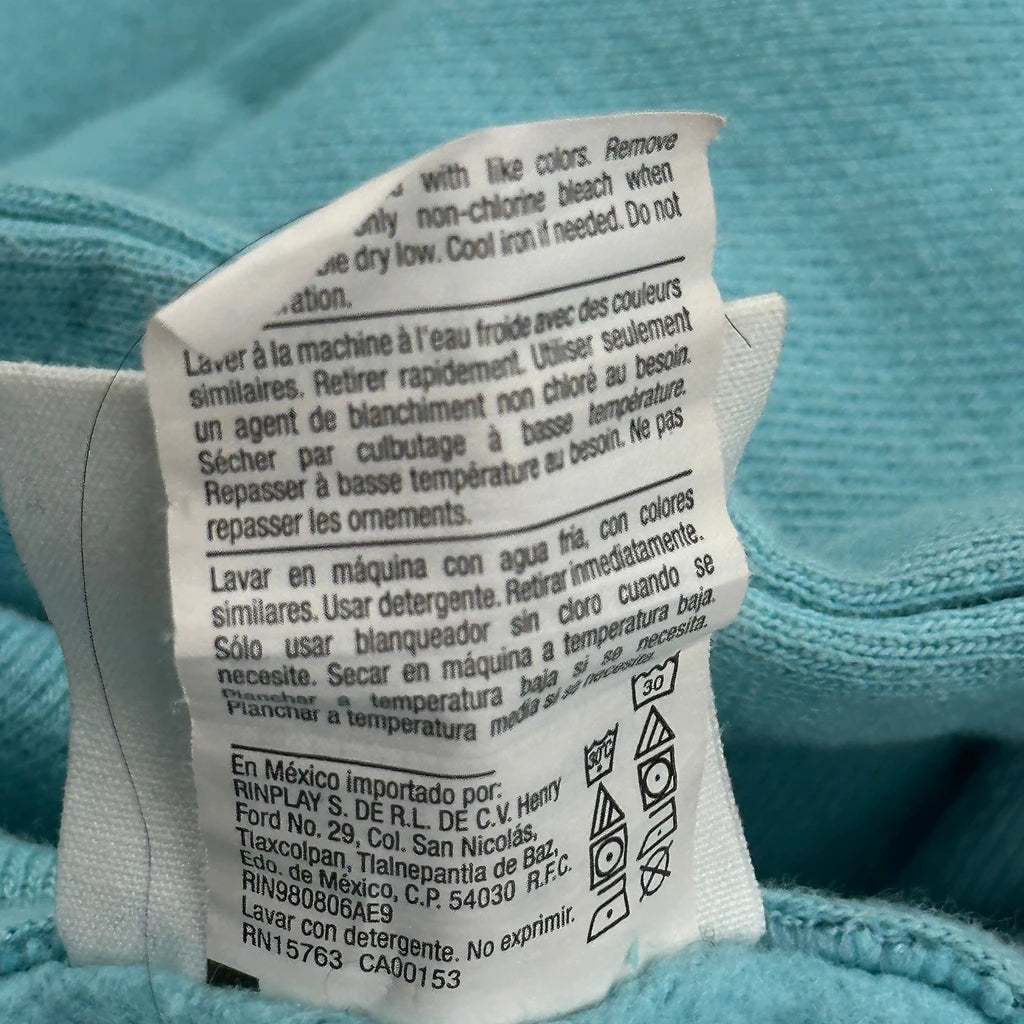 with like colors. Remove
only non-chlorine bleach when
dry low. Cool iron if needed. Do not
Laver à la machine à l'eau froide avec des couleurs
similaires. Retirer rapidement. Utiliser seulement
un agent de blanchiment non chloré au besoin.
Sécher par culbutage à basse température.
Repasser à basse température au besoin. Ne pas
repasser les ornements.
Lavar en máquina con agua fría, con colores
similares. Usar detergente. Retirar inmediatamente.
Sólo usar blanqueador sin cloro cuando se
necesite. Secar en máquina a temperatura baja.
Planchar a temperatura baja si se necesita.
Planchar a temperatura media si se necesita.
30
30°C
En México importado por:
RINPLAY S. DE R.L. DE C.V. Henry
Ford No. 29, Col. San Nicolás,
Tlaxcolpan, Tlalnepantla de Baz,
Edo. de México, C.P. 54030 R.F.C.
RIN980806AE9
Lavar con detergente. No exprimir.
RN15763 CA00153